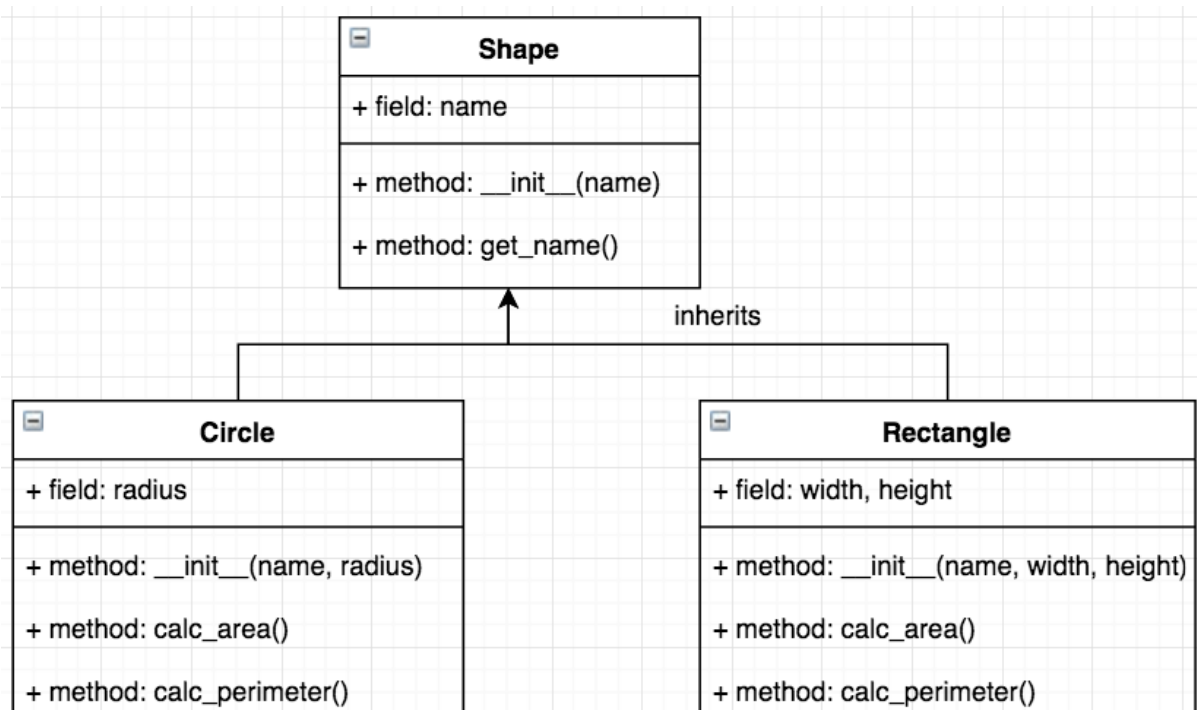 Shape
+ field: name
+ method: __init__(name)
+ method: get_name()
inherits
Circle
+ field: radius
+ method: __init__(name, radius)
+ method: calc_area()
+ method: calc_perimeter()
Rectangle
+ field: width, height
+ method: __init__(name, width, height)
+ method: calc_area()
+ method: calc_perimeter()